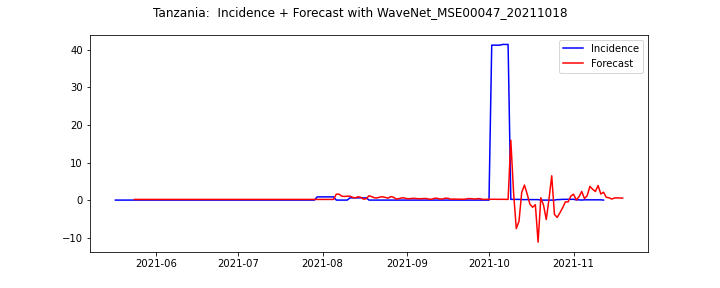 Tanzania:  Incidence + Forecast with WaveNet_MSE00047_20211018
Incidence
Forecast
40
30
20
10
0
−10
2021-06 2021-07 2021-08 2021-09 2021-10 2021-11